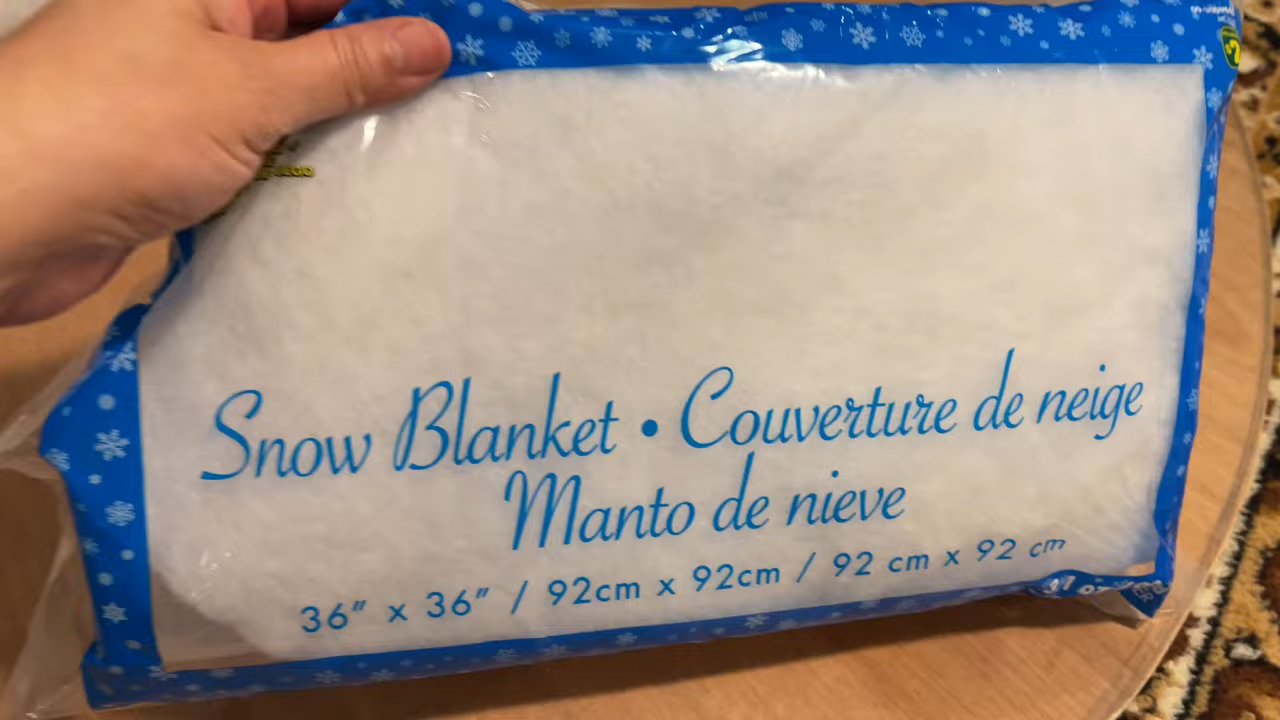 Snow Blanket • Couverture de neige
Manto de nieve
36" x 36" / 92cm x 92cm / 92 cm x 92 cm